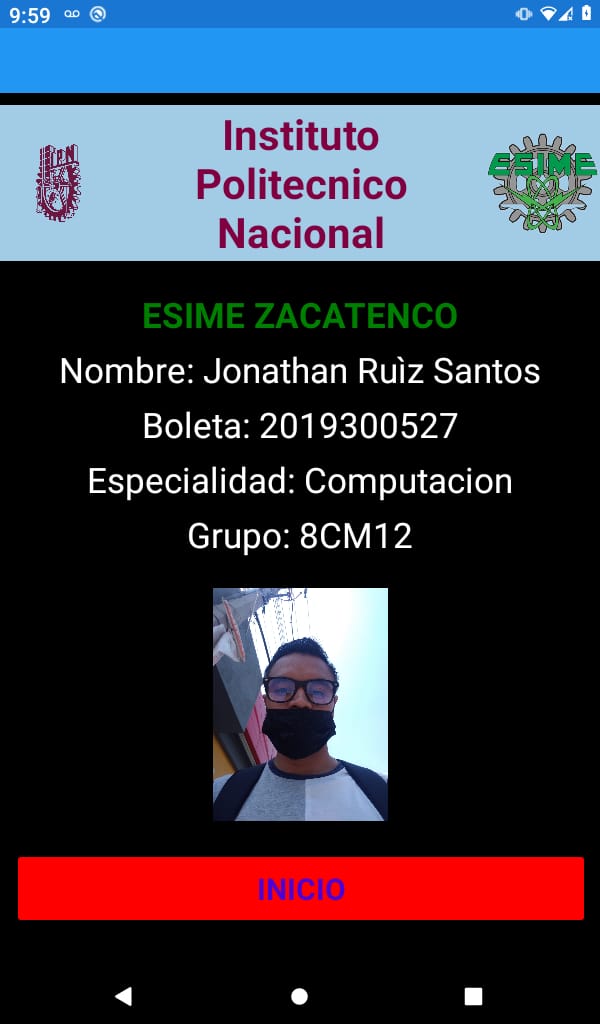 9:59
Instituto
Politecnico
Nacional
IPN
ESIME
ESIME ZACATENCO
Nombre: Jonathan Ruìz Santos
Boleta: 2019300527
Especialidad: Computacion
Grupo: 8CM12
INICIO